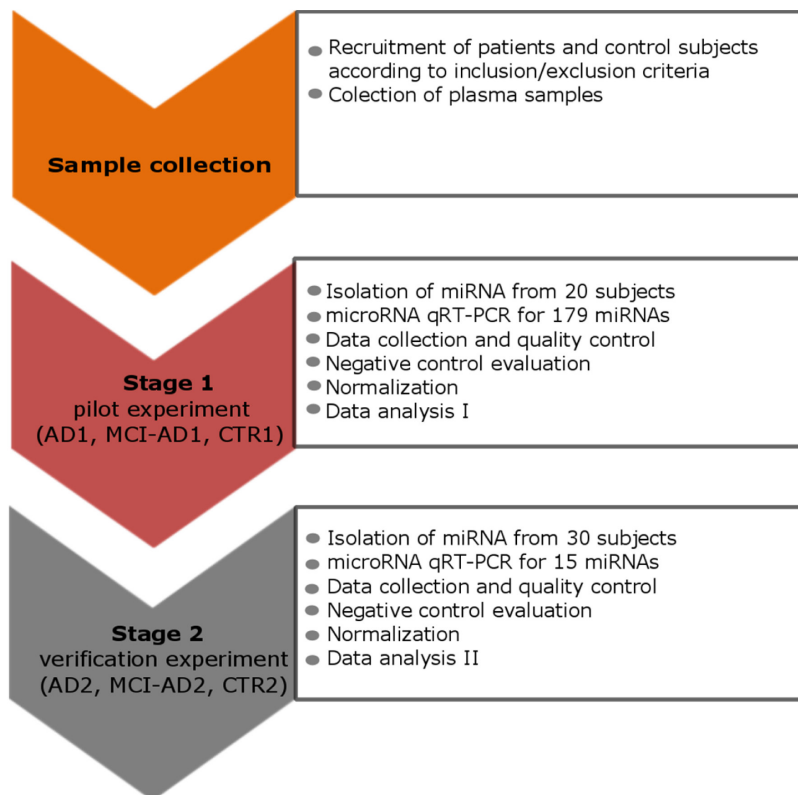 Recruitment of patients and control subjects
according to inclusion/exclusion criteria
Colection of plasma samples
Sample collection
Isolation of miRNA from 20 subjects
microRNA qRT-PCR for 179 miRNAs
Data collection and quality control
Negative control evaluation
Normalization
Data analysis I
Stage 1
pilot experiment
(AD1, MCI-AD1, CTR1)
Isolation of miRNA from 30 subjects
microRNA qRT-PCR for 15 miRNAs
Data collection and quality control
Negative control evaluation
Normalization
Data analysis II
Stage 2
verification experiment
(AD2, MCI-AD2, CTR2)